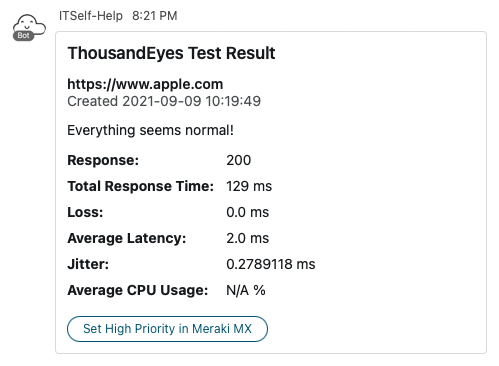 ITSelf-Help 8:21 PM
Bot
ThousandEyes Test Result
https://www.apple.com
Created 2021-09-09 10:19:49
Everything seems normal!
Response: 200
Total Response Time: 129 ms
Loss: 0.0 ms
Average Latency: 2.0 ms
Jitter: 0.2789118 ms
Average CPU Usage: N/A %
Set High Priority in Meraki MX